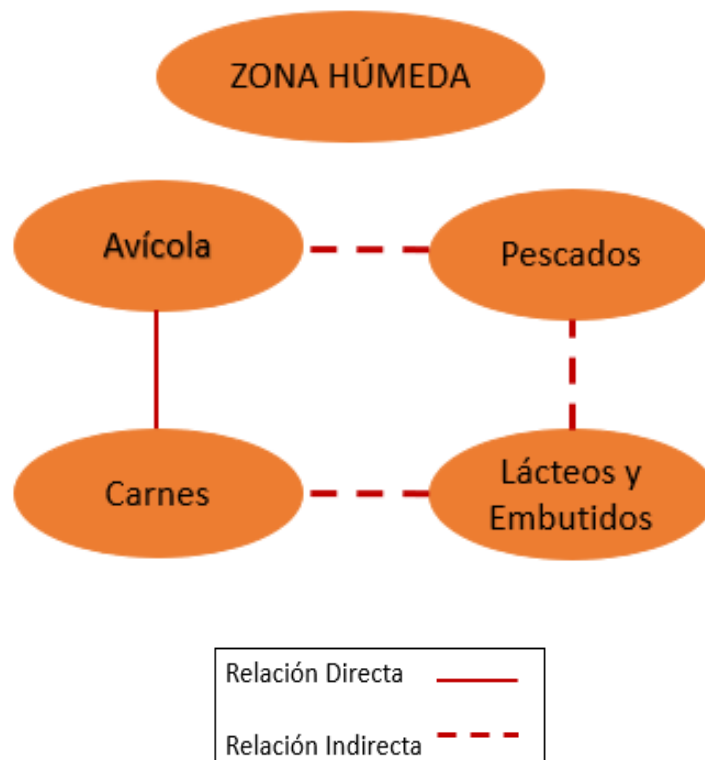 ZONA HÚMEDA
Avícola
Pescados
Carnes
Lácteos y
Embutidos
Relación Directa
Relación Indirecta